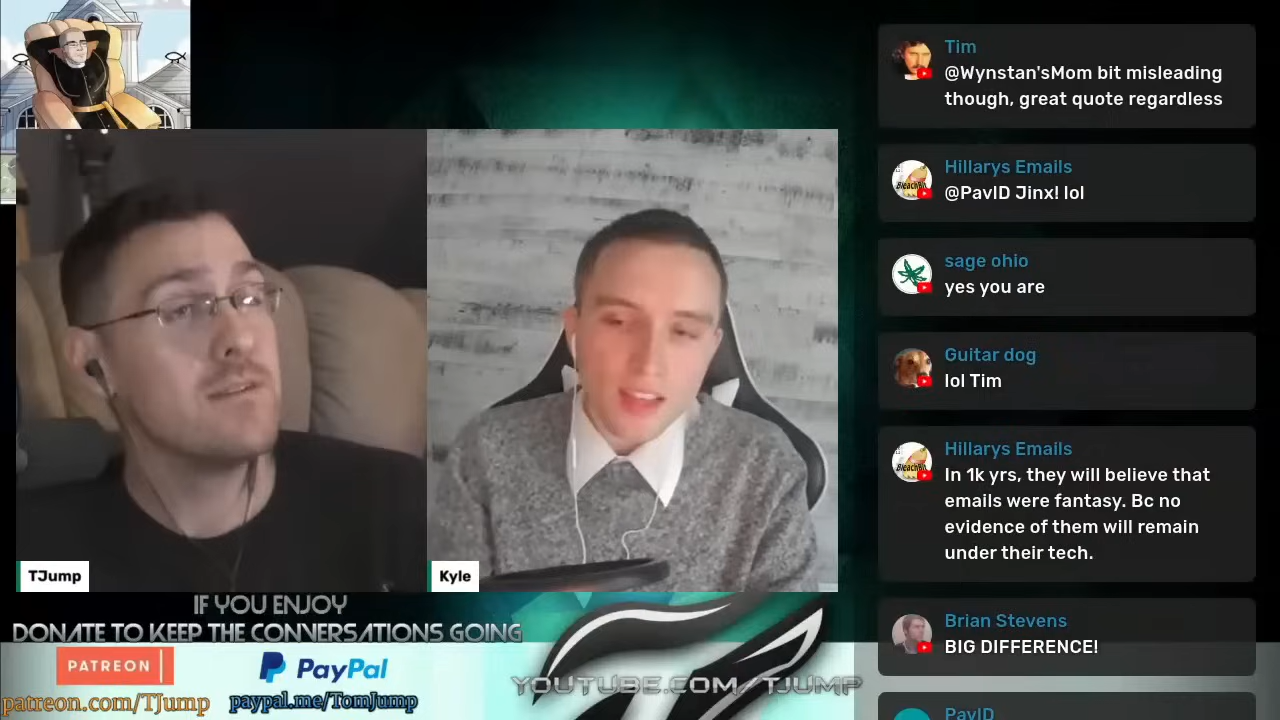 Tim
@Wynstan'sMom bit misleading
though, great quote regardless
Hillarys Emails
@PavID Jinx! lol
sage ohio
yes you are
Guitar dog
lol Tim
Hillarys Emails
In 1k yrs, they will believe that
emails were fantasy. Bc no
evidence of them will remain
under their tech.
Brian Stevens
BIG DIFFERENCE!
PavID
TJump
Kyle
IF YOU ENJOY
DONATE TO KEEP THE CONVERSATIONS GOING
PATREON
PayPal
patreon.com/TJump
paypal.me/TomJump
YOUTUBE.COM/TJUMP